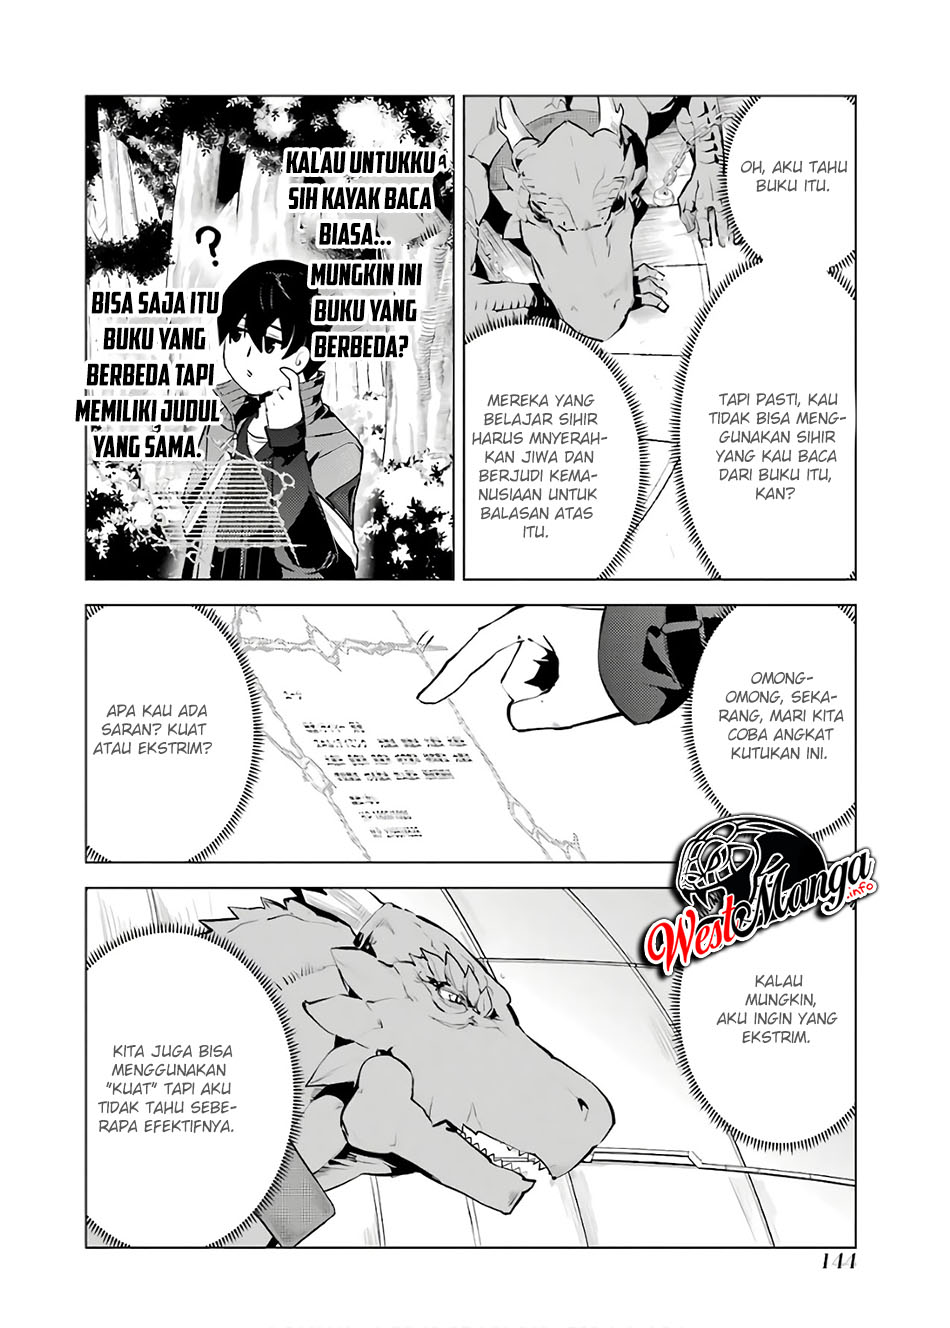 OH, AKU TAHU
BUKU ITU.
TAPI PASTI, KAU
TIDAK BISA MENG-
GUNAKAN SIHIR
YANG KAU BACA
DARI BUKU ITU,
KAN?
MEREKA YANG
BELAJAR SIHIR
HARUS MNYERAH-
KAN JIWA DAN
BERJUDI KEMA-
NUSIAAN UNTUK
BALASAN ATAS
ITU.
KALAU UNTUKKU
SIH KAYAK BACA
BIASA...
MUNGKIN INI
BUKU YANG
BERBEDA?
?
BISA SAJA ITU
BUKU YANG
BERBEDA TAPI
MEMILIKI JUDUL
YANG SAMA.
OMONG-
OMONG, SEKA-
RANG, MARI KITA
COBA ANGKAT
KUTUKAN INI.
APA KAU ADA
SARAN? KUAT
ATAU EKSTRIM?
WestManga
.info
KALAU
MUNGKIN,
AKU INGIN YANG
EKSTRIM.
KITA JUGA BISA
MENGGUNAKAN
"KUAT" TAPI AKU
TIDAK TAHU SEBE-
RAPA EFEKTIFNYA.
144